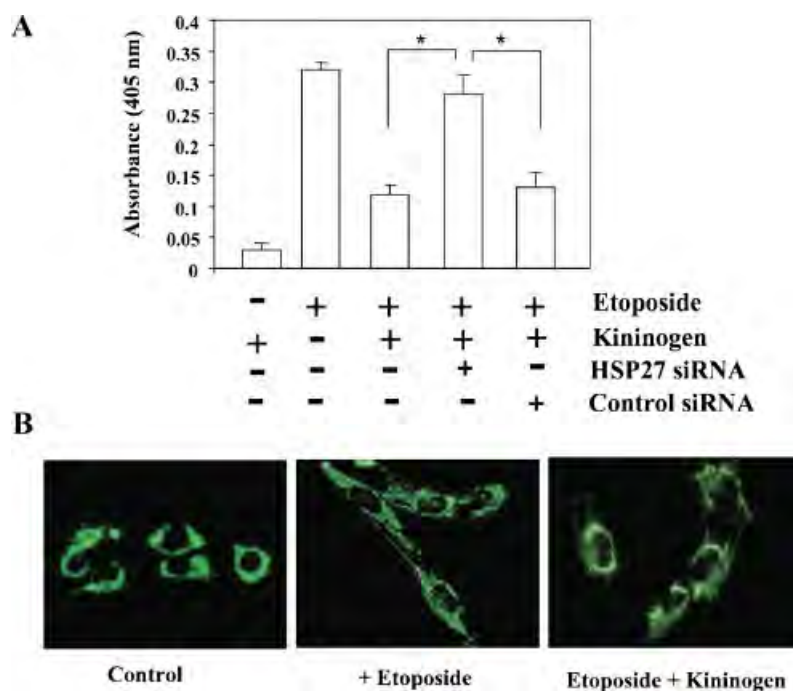 A
Absorbance (405 nm)
0.4
0.35
0.3
0.25
0.2
0.15
0.1
0.05
0
* *
- + + + + Etoposide
+ - + + + Kininogen
- - - + - HSP27 siRNA
- - - - + Control siRNA
B
Control
+ Etoposide
Etoposide + Kininogen